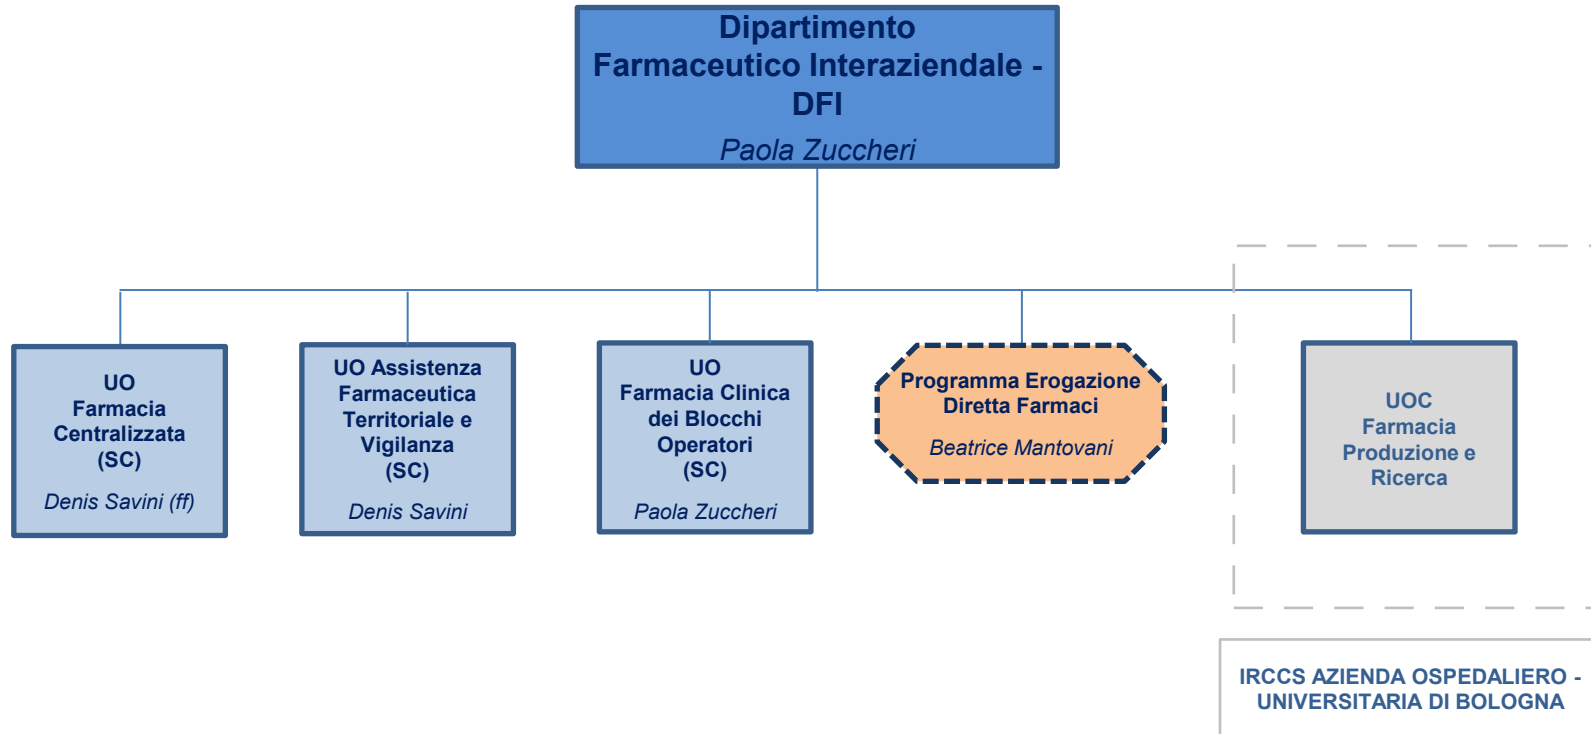 Dipartimento
Farmaceutico Interaziendale -
DFI
Paola Zuccheri
UO
Farmacia
Centralizzata
(SC)
Denis Savini (ff)
UO Assistenza
Farmaceutica
Territoriale e
Vigilanza
(SC)
Denis Savini
UO
Farmacia Clinica
dei Blocchi
Operatori
(SC)
Paola Zuccheri
Programma Erogazione
Diretta Farmaci
Beatrice Mantovani
UOC
Farmacia
Produzione e
Ricerca
IRCCS AZIENDA OSPEDALIERO -
UNIVERSITARIA DI BOLOGNA